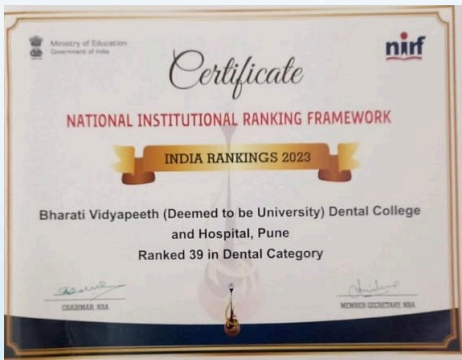 Ministry of Education
Government of India
nirf
Certificate
NATIONAL INSTITUTIONAL RANKING FRAMEWORK
INDIA RANKINGS 2023
Bharati Vidyapeeth (Deemed to be University) Dental College
and Hospital, Pune
Ranked 39 in Dental Category
CHAIRMAN, NBA
MEMBER SECRETARY, NBA